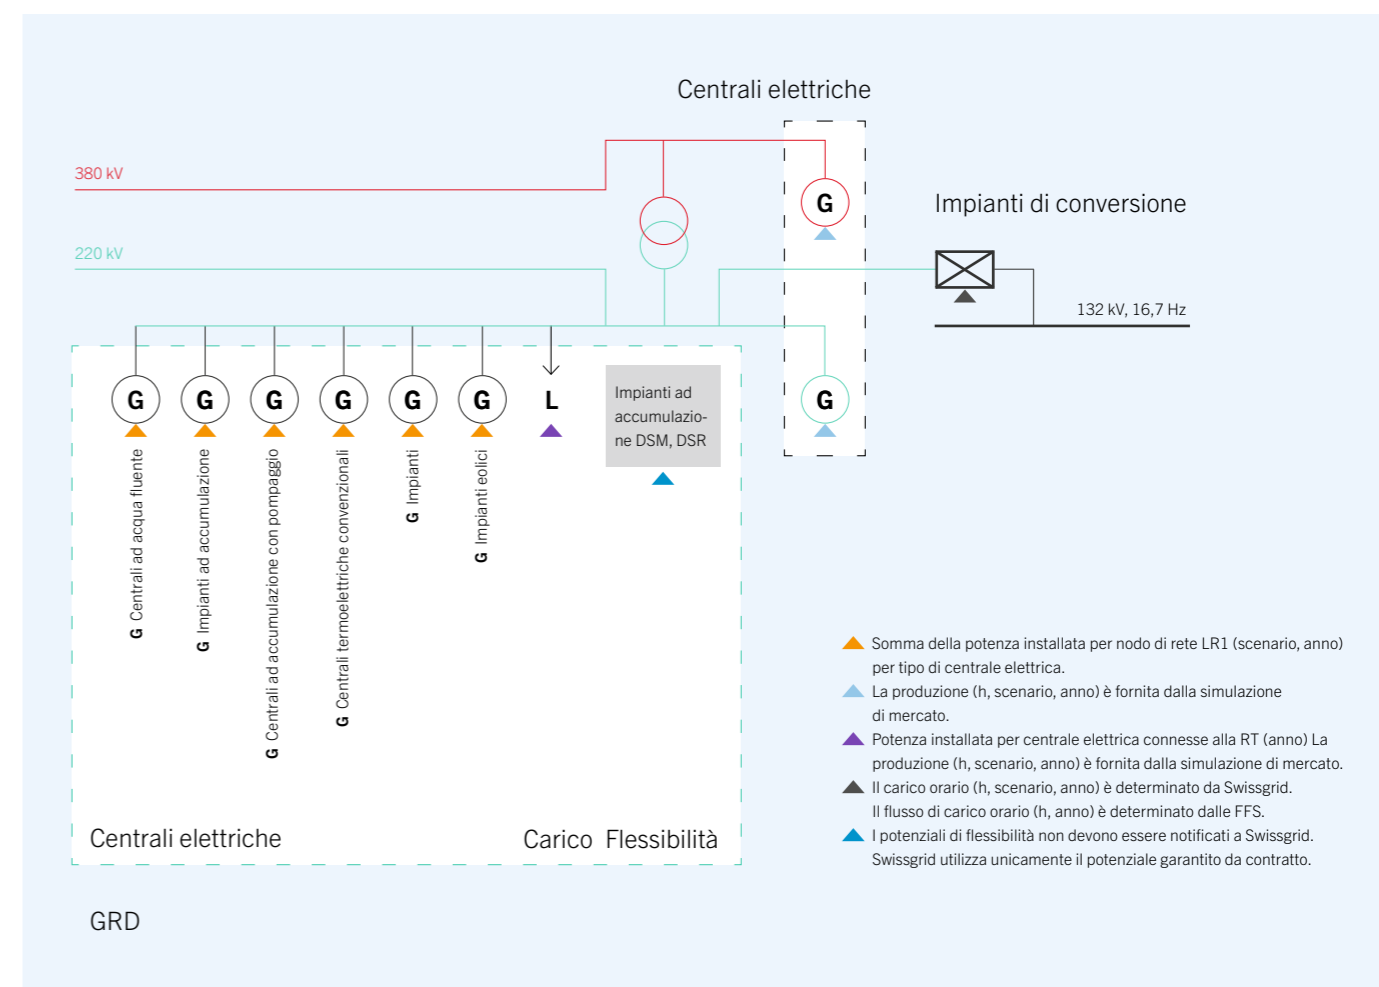 Centrali elettriche
380 kV
G
Impianti di conversione
220 kV
132 kV, 16,7 Hz
G
G
G
G
G
G
L
Impianti ad
accumulazio-
ne DSM, DSR
G
G Centrali ad acqua fluente
G Impianti ad accumulazione
G Centrali ad accumulazione con pompaggio
G Centrali termoelettriche convenzionali
G Impianti
G Impianti eolici
Somma della potenza installata per nodo di rete LR1 (scenario, anno)
per tipo di centrale elettrica.
La produzione (h, scenario, anno) è fornita dalla simulazione
di mercato.
Potenza installata per centrale elettrica connesse alla RT (anno) La
produzione (h, scenario, anno) è fornita dalla simulazione di mercato.
Il carico orario (h, scenario, anno) è determinato da Swissgrid.
Il flusso di carico orario (h, anno) è determinato dalle FFS.
I potenziali di flessibilità non devono essere notificati a Swissgrid.
Swissgrid utilizza unicamente il potenziale garantito da contratto.
Centrali elettriche
Carico
Flessibilità
GRD